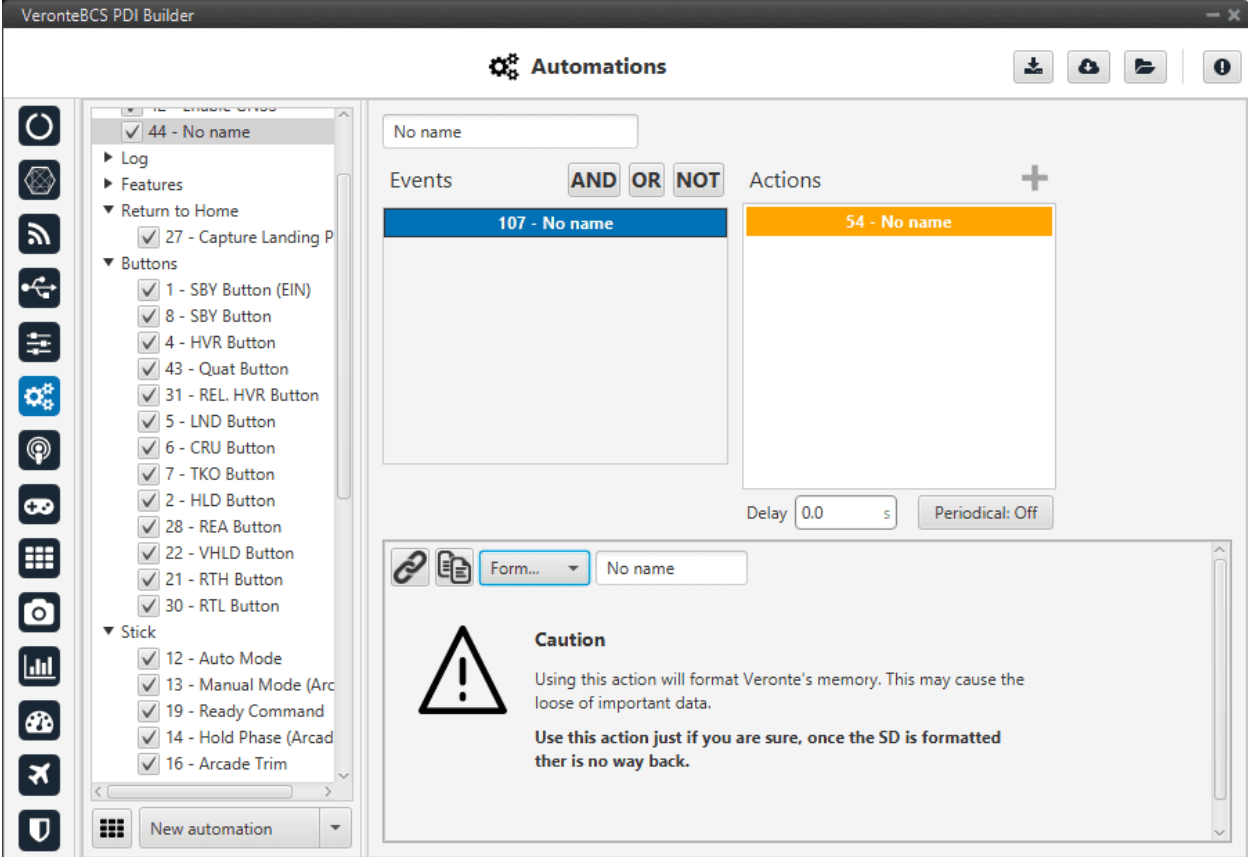 VeronteBCS PDI Builder
Automations
44 - No name
Log
Features
Return to Home
27 - Capture Landing P
Buttons
1 - SBY Button (EIN)
8 - SBY Button
4 - HVR Button
43 - Quat Button
31 - REL. HVR Button
5 - LND Button
6 - CRU Button
7 - TKO Button
2 - HLD Button
28 - REA Button
22 - VHLD Button
21 - RTH Button
30 - RTL Button
Stick
12 - Auto Mode
13 - Manual Mode (Arc
19 - Ready Command
14 - Hold Phase (Arcad
16 - Arcade Trim
New automation
No name
Events AND OR NOT
107 - No name
Actions
54 - No name
Delay 0.0 s Periodical: Off
Form... No name
Caution
Using this action will format Veronte's memory. This may cause the
loose of important data.
Use this action just if you are sure, once the SD is formatted
ther is no way back.